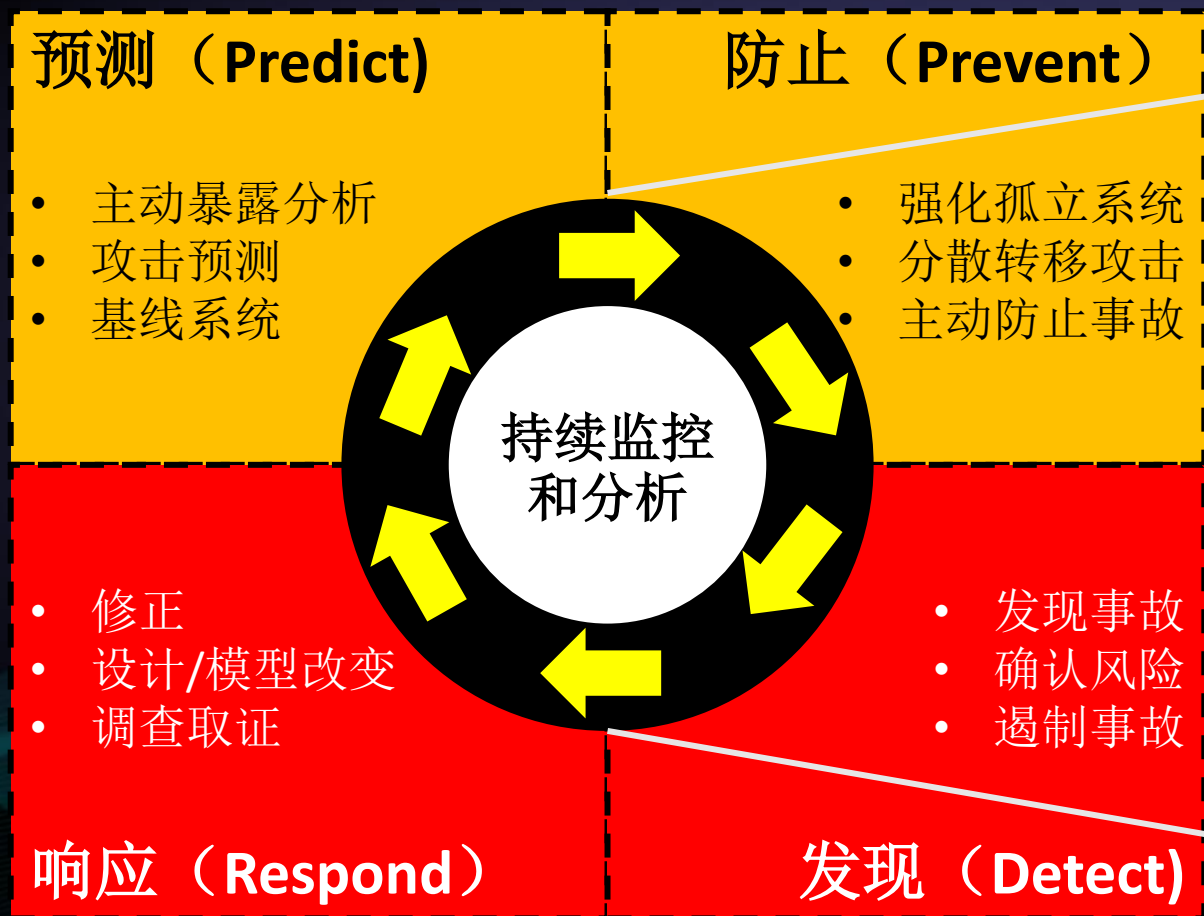 预测（Predict)
• 主动暴露分析
• 攻击预测
• 基线系统
防止（Prevent）
• 强化孤立系统
• 分散转移攻击
• 主动防止事故
持续监控
和分析
• 修正
• 设计/模型改变
• 调查取证
响应（Respond）
• 发现事故
• 确认风险
• 遏制事故
发现（Detect)